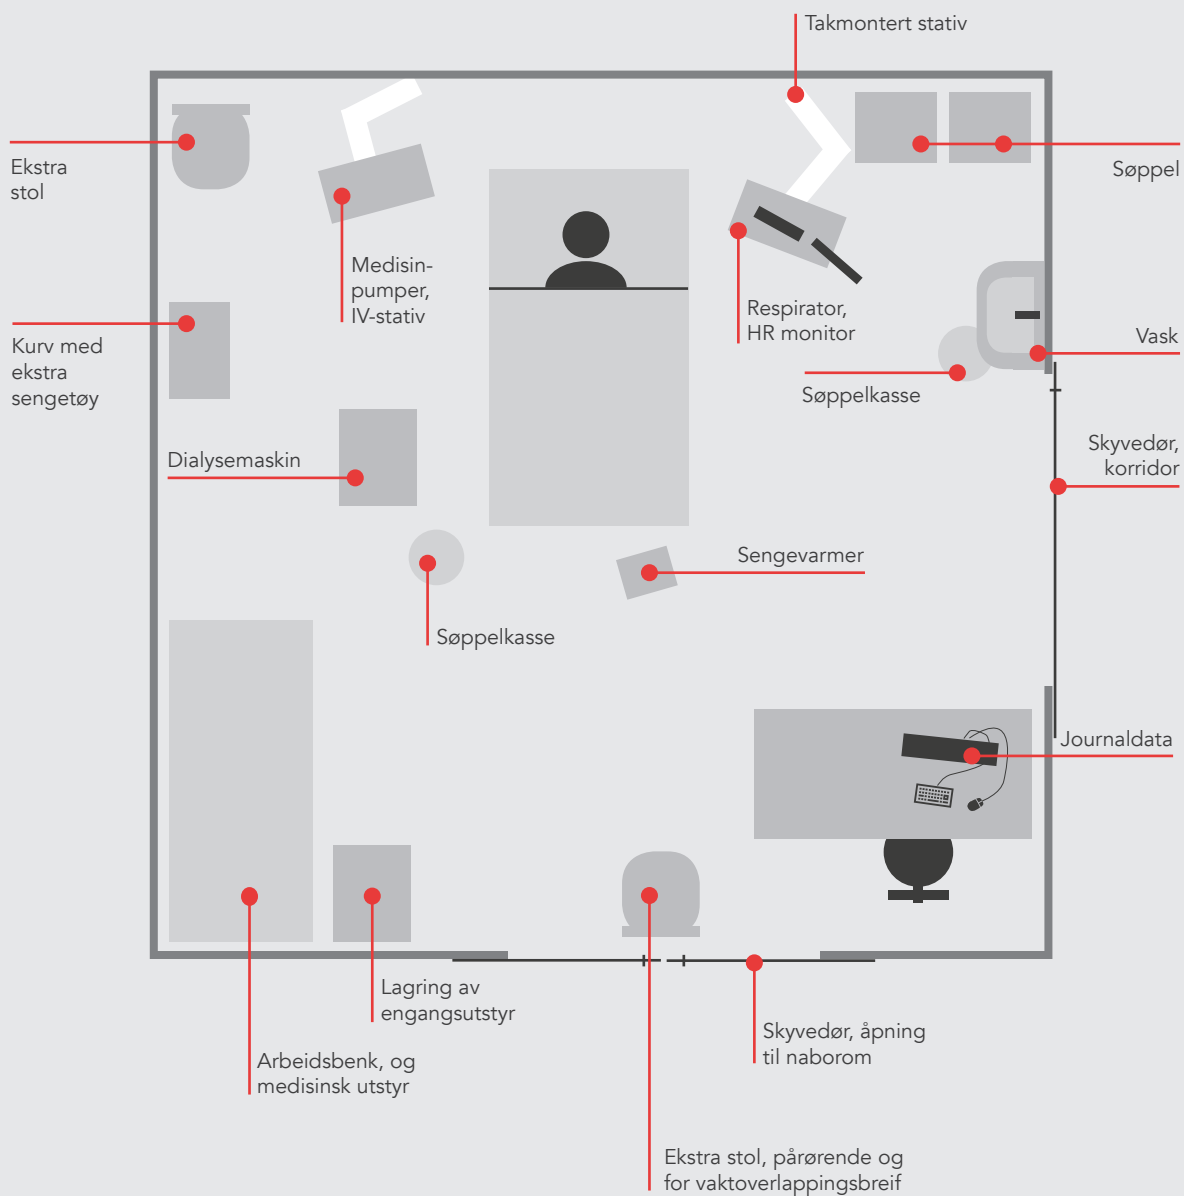 Takmontert stativ
Ekstra
stol
Søppel
Medisin-
pumper,
IV-stativ
Respirator,
HR monitor
Kurv med
ekstra
sengetøy
Vask
Søppelkasse
Skyvedør,
korridor
Dialysemaskin
Sengevarmer
Søppelkasse
Journaldata
Lagring av
engangsutstyr
Skyvedør, åpning
til naborom
Arbeidsbenk, og
medisinsk utstyr
Ekstra stol, pårørende og
for vaktoverlappingsbreif